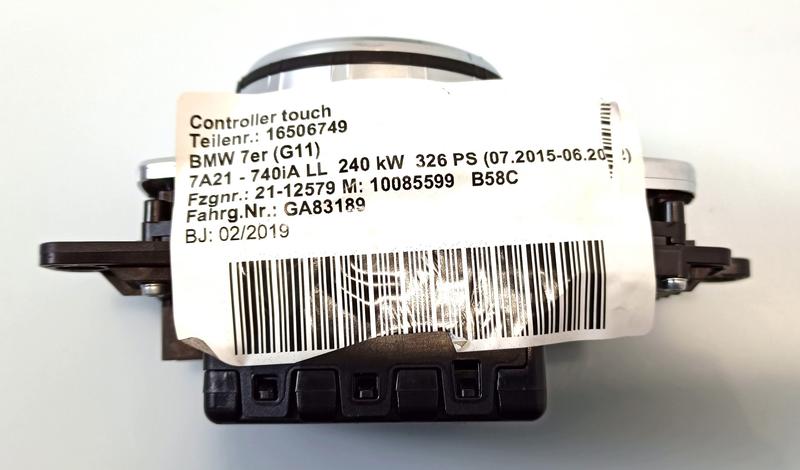 Controller touch
Teilenr.: 16506749
BMW 7er (G11)
7A21 - 740iA LL 240 kW 326 PS (07.2015-06.20
Fzgnr.: 21-12579 M: 10085599 B58C
Fahrg.Nr.: GA83189
BJ: 02/2019